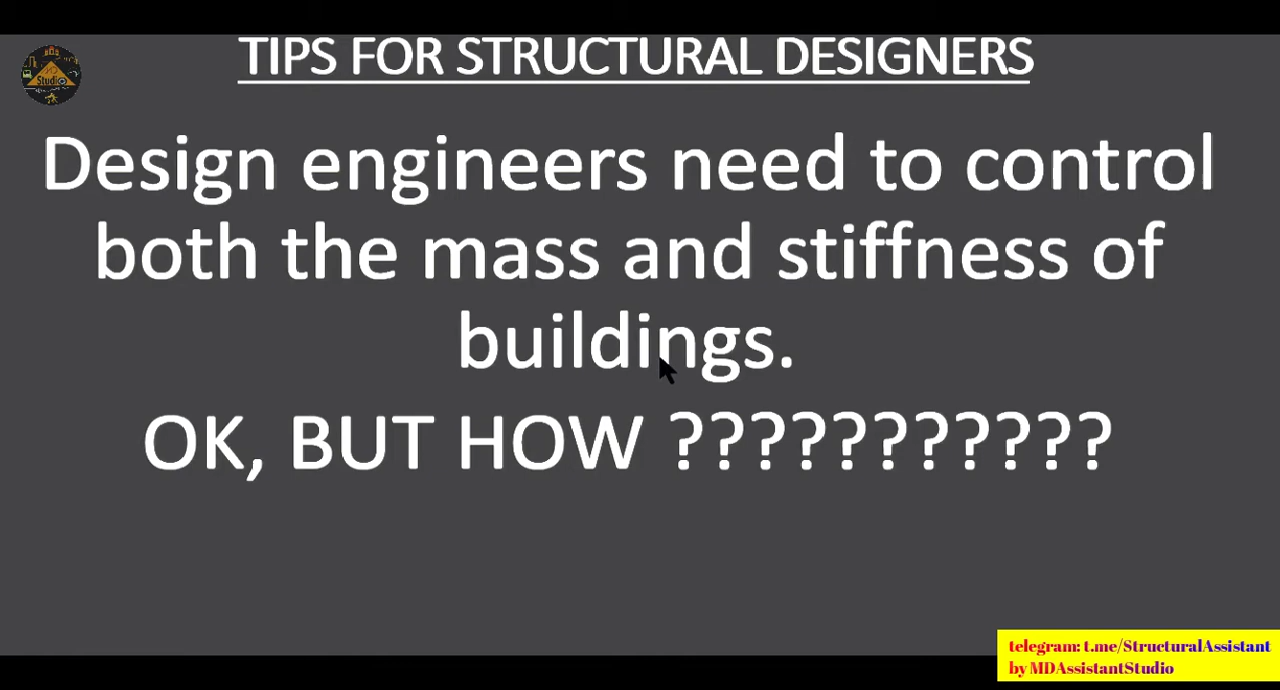 TIPS FOR STRUCTURAL DESIGNERS
Studio
Design engineers need to control
both the mass and stiffness of
buildings.
OK, BUT HOW ???????????
telegram: t.me/StructuralAssistant
by MDAssistantStudio